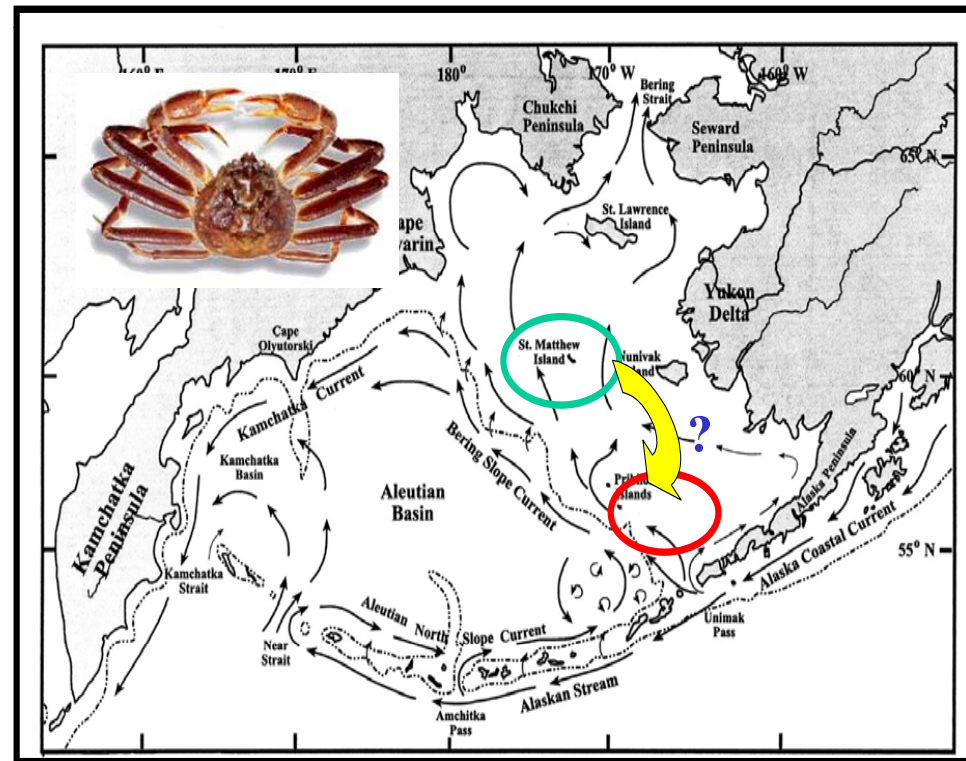 160° E
170° E
180°
170° W
160° W
Bering
Strait
Chukchi
Peninsula
Seward
Peninsula
65° N
St. Lawrence
Island
Yukon
Delta
Cape
Olyutorski
St. Matthew
Island
Nunivak
60° N
Kamchatka Current
Bering Slope Current
?
Kamchatka
Basin
Aleutian
Basin
Islands
Alaska Peninsula
Kamchatka
Peninsula
55° N
Alaska Coastal Current
Kamchatka
Strait
Unimak
Pass
Aleutian North Slope Current
Near
Strait
Alaskan Stream
Amchitka
Pass